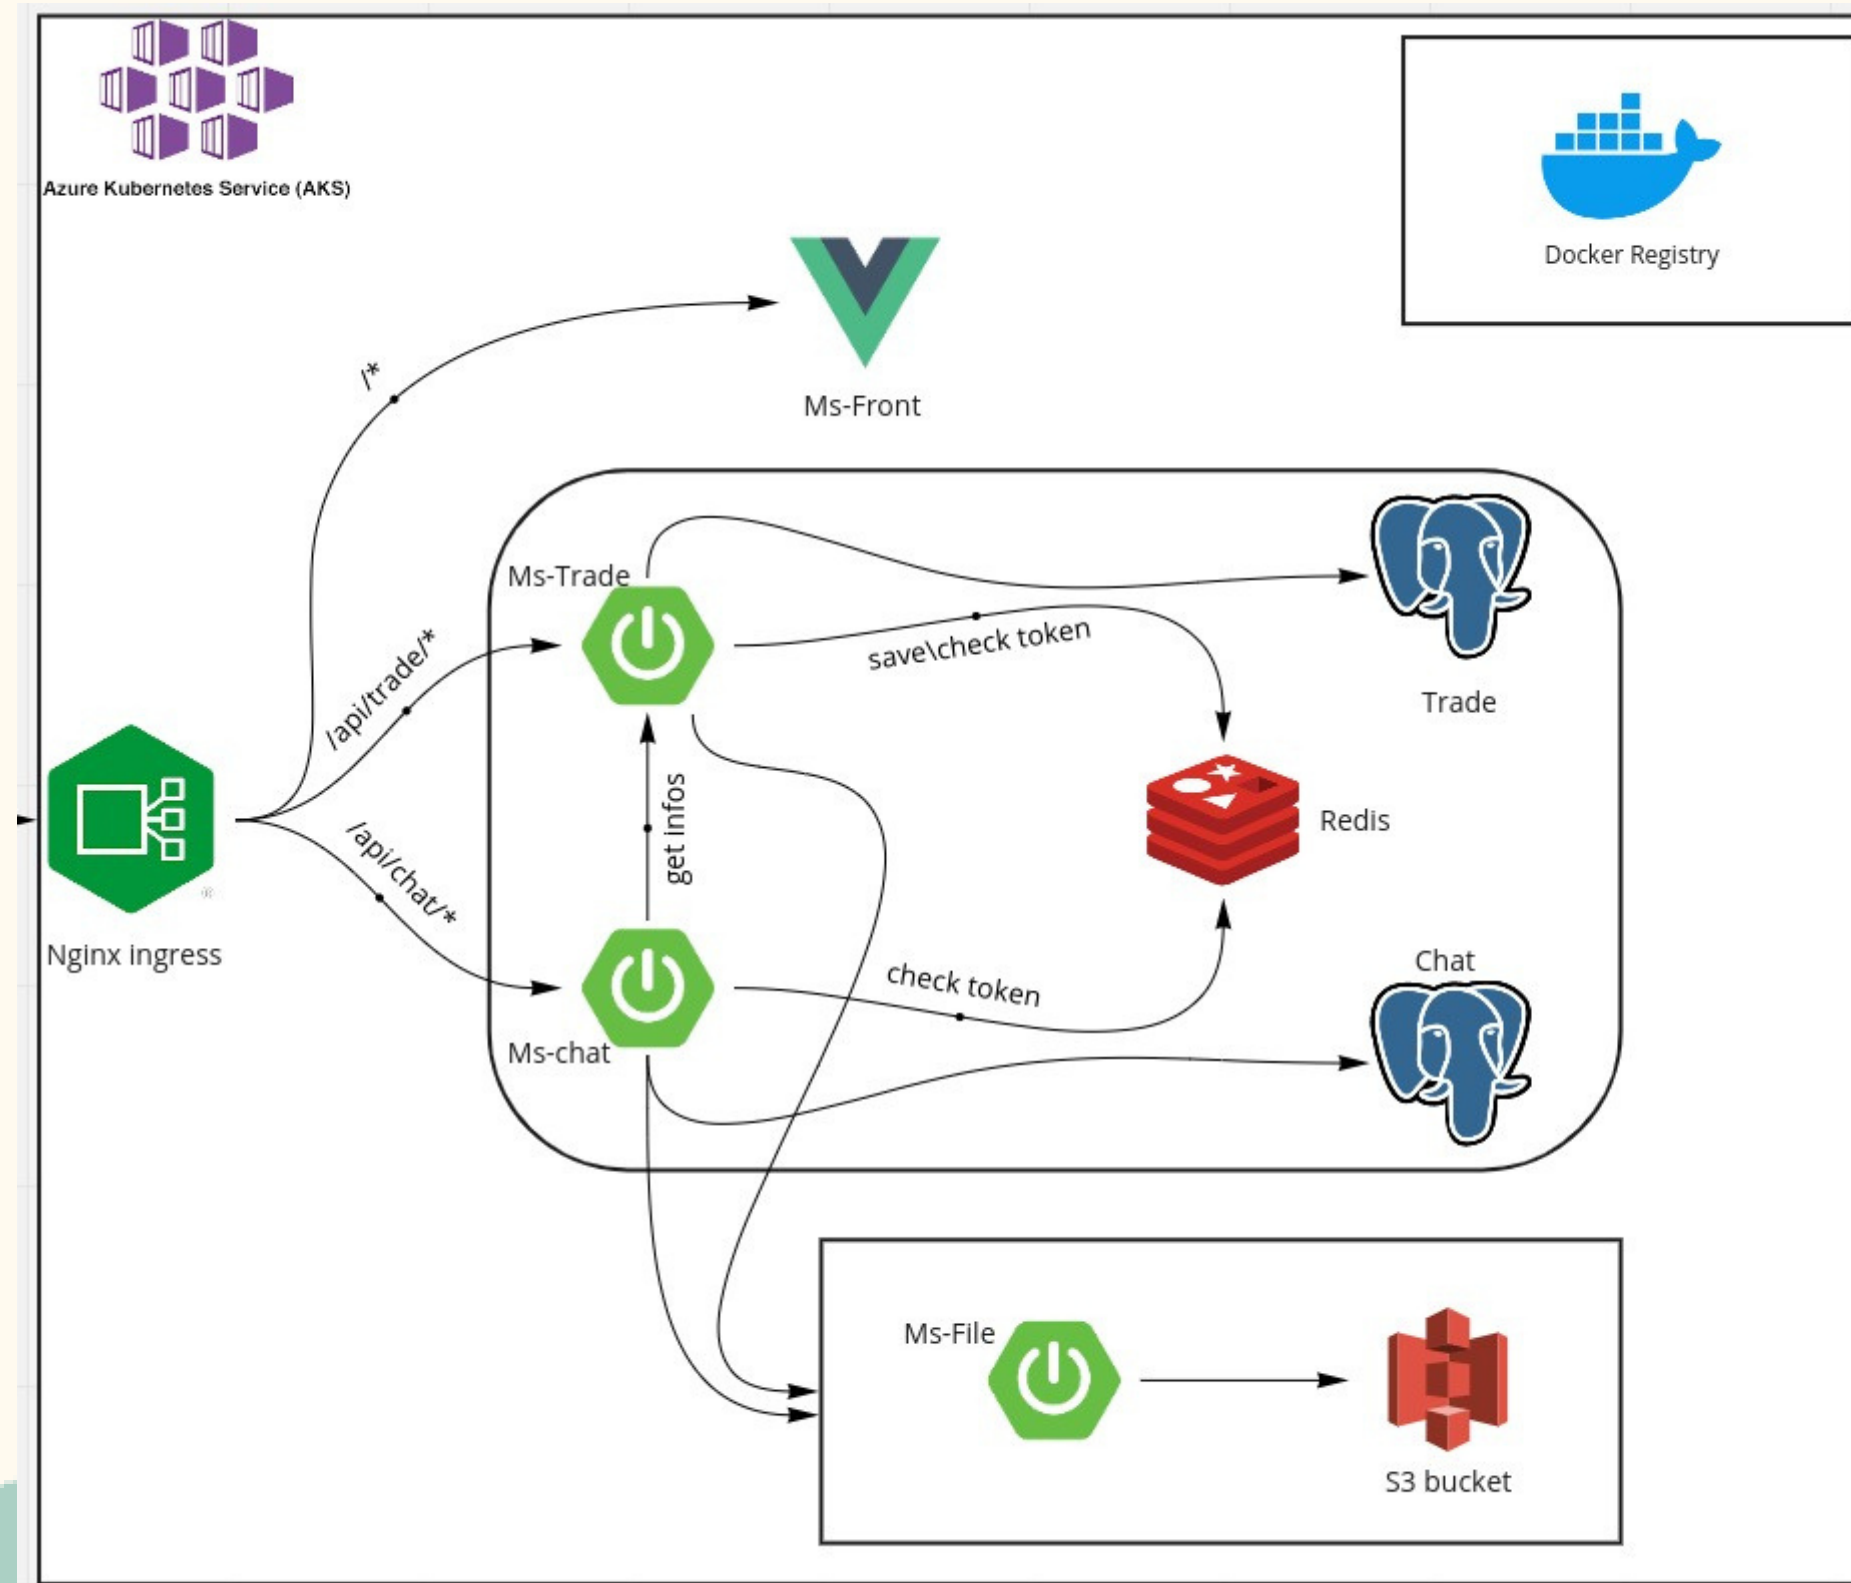 Azure Kubernetes Service (AKS)
Docker Registry
/*
Ms-Front
Ms-Trade
/api/trade/*
save\check token
Trade
get infos
Redis
/api/chat/*
Nginx ingress
®
check token
Chat
Ms-chat
Ms-File
S3 bucket